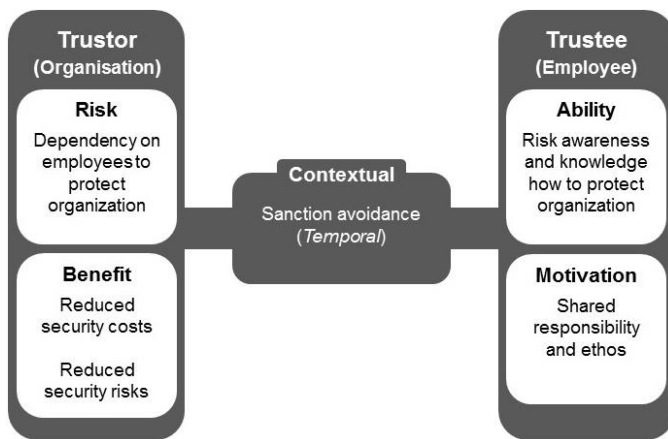 Trustor
(Organisation)
Risk
Dependency on
employees to
protect
organization
Benefit
Reduced
security costs
Reduced
security risks
Contextual
Sanction avoidance
(Temporal)
Trustee
(Employee)
Ability
Risk awareness
and knowledge
how to protect
organization
Motivation
Shared
responsibility
and ethos